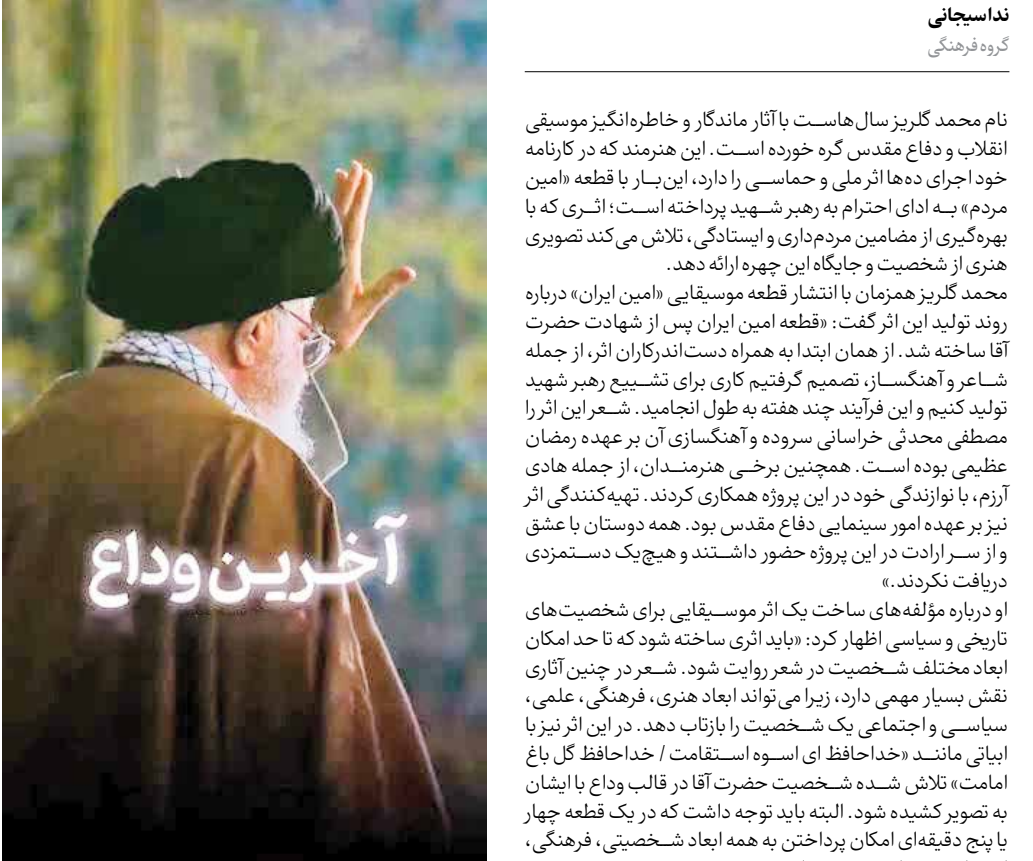 نداسیجانی
گروه فرهنگی
نام محمد گلریز سال‌هاست با آثار ماندگار و خاطره‌انگیز موسیقی
انقلاب و دفاع مقدس گره خورده است. این هنرمند که در کارنامه
خود اجرای ده‌ها اثر ملی و حماسی را دارد، این‌بار با قطعه «امین
مردم» به ادای احترام به رهبر شهید پرداخته است؛ اثری که با
بهره‌گیری از مضامین مردم‌داری و ایستادگی، تلاش می‌کند تصویری
هنری از شخصیت و جایگاه این چهره ارائه دهد.
محمد گلریز همزمان با انتشار قطعه موسیقایی «امین ایران» درباره
روند تولید این اثر گفت: «قطعه امین ایران پس از شهادت حضرت
آقا ساخته شد. از همان ابتدا به همراه دست‌اندرکاران اثر، از جمله
شاعر و آهنگساز، تصمیم گرفتیم کاری برای تشییع رهبر شهید
تولید کنیم و این فرآیند چند هفته به طول انجامید. شعر این اثر را
مصطفی محدثی خراسانی سروده و آهنگسازی آن بر عهده رمضان
عظیمی بوده است. همچنین برخی هنرمندان، از جمله هادی
آرزم، با نوازندگی خود در این پروژه همکاری کردند. تهیه‌کنندگی اثر
نیز بر عهده امور سینمایی دفاع مقدس بود. همه دوستان با عشق
و از سر ارادت در این پروژه حضور داشتند و هیچ‌یک دستمزدی
دریافت نکردند.»
او درباره مؤلفه‌های ساخت یک اثر موسیقایی برای شخصیت‌های
تاریخی و سیاسی اظهار کرد: «باید اثری ساخته شود که تا حد امکان
ابعاد مختلف شخصیت در شعر روایت شود. شعر در چنین آثاری
نقش بسیار مهمی دارد، زیرا می‌تواند ابعاد هنری، فرهنگی، علمی،
سیاسی و اجتماعی یک شخصیت را بازتاب دهد. در این اثر نیز با
ابیاتی مانند «خداحافظ ای اسوه استقامت / خداحافظ گل باغ
امامت» تلاش شده شخصیت حضرت آقا در قالب وداع با ایشان
به تصویر کشیده شود. البته باید توجه داشت که در یک قطعه چهار
یا پنج دقیقه‌ای امکان پرداختن به همه ابعاد شخصیتی، فرهنگی،
آخرین وداع